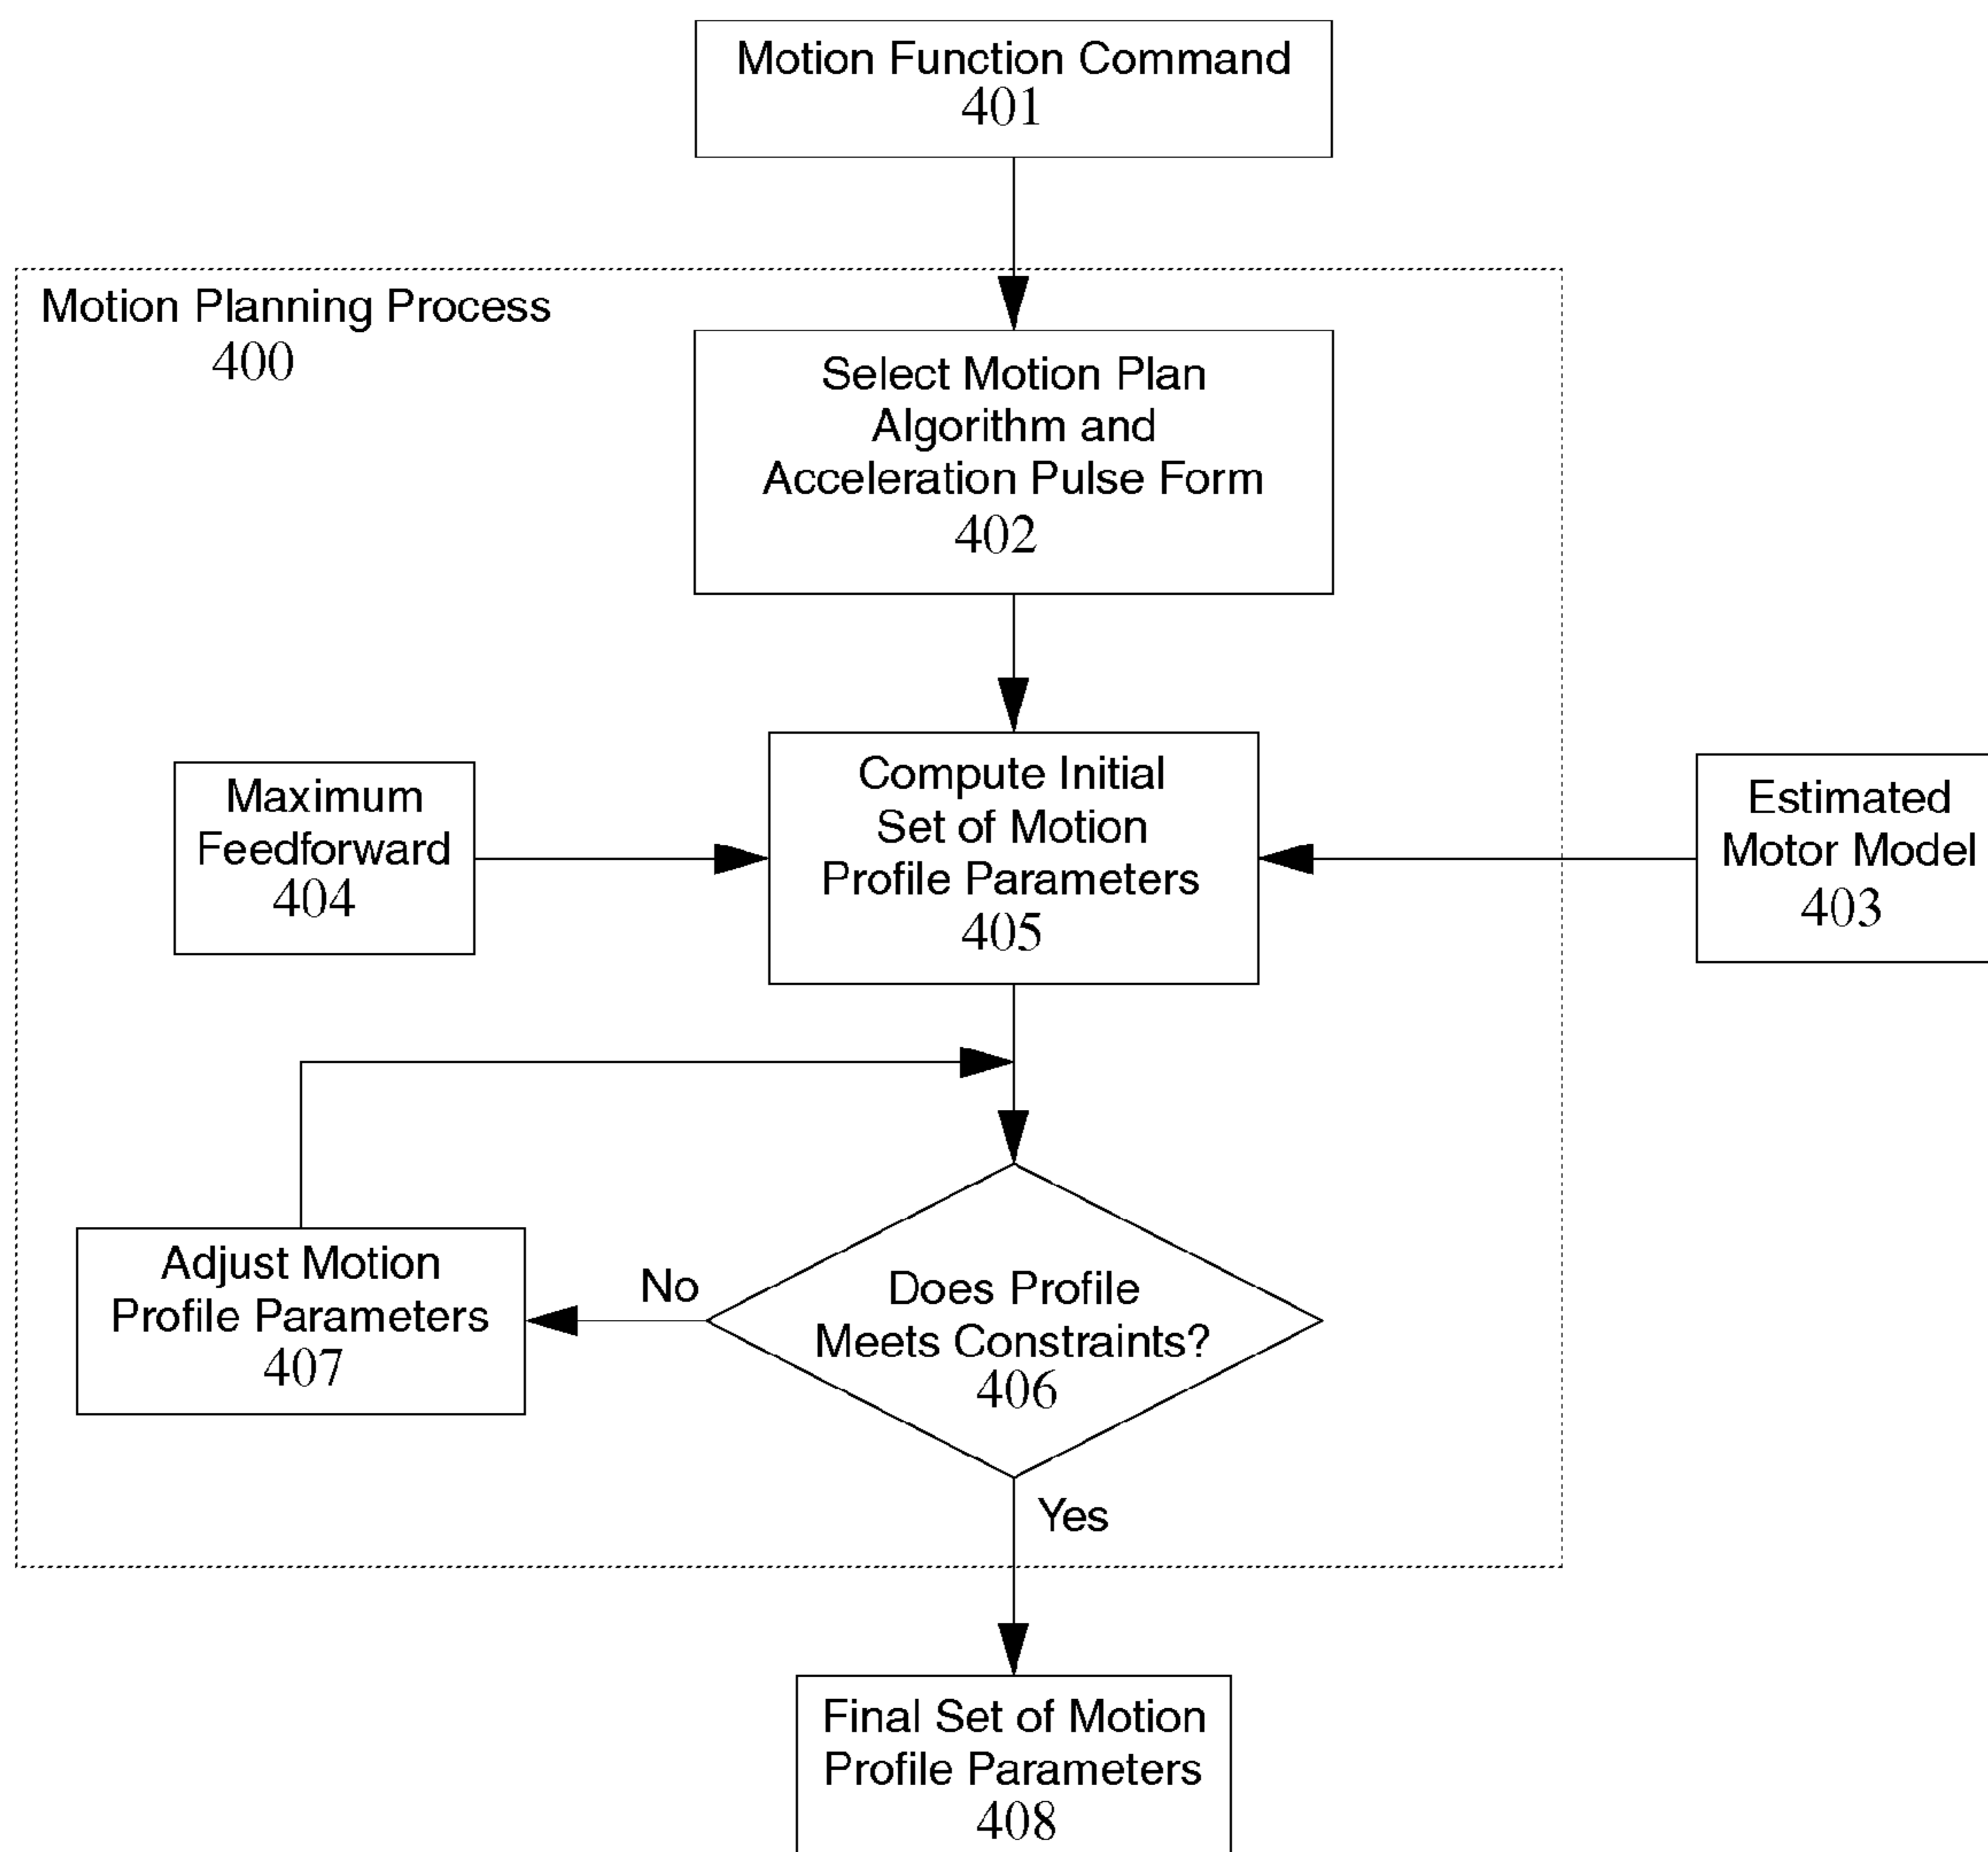 Motion Function Command
401
Motion Planning Process
400
Select Motion Plan
Algorithm and
Acceleration Pulse Form
402
Maximum
Feedforward
404
Compute Initial
Set of Motion
Profile Parameters
405
Estimated
Motor Model
403
Adjust Motion
Profile Parameters
407
No
Does Profile
Meets Constraints?
406
Yes
Final Set of Motion
Profile Parameters
408